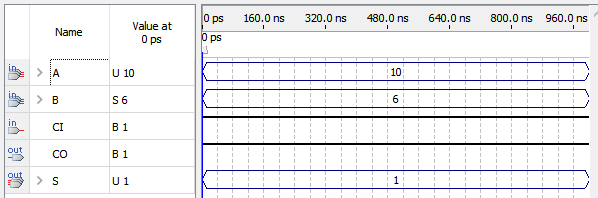 Name
Value at
0 ps
0 ps 160.0 ns 320.0 ns 480.0 ns 640.0 ns 800.0 ns 960.0 ns
0 ps
in A U 10 10
in B S 6 6
in CI B 1
out CO B 1
out S U 1 1